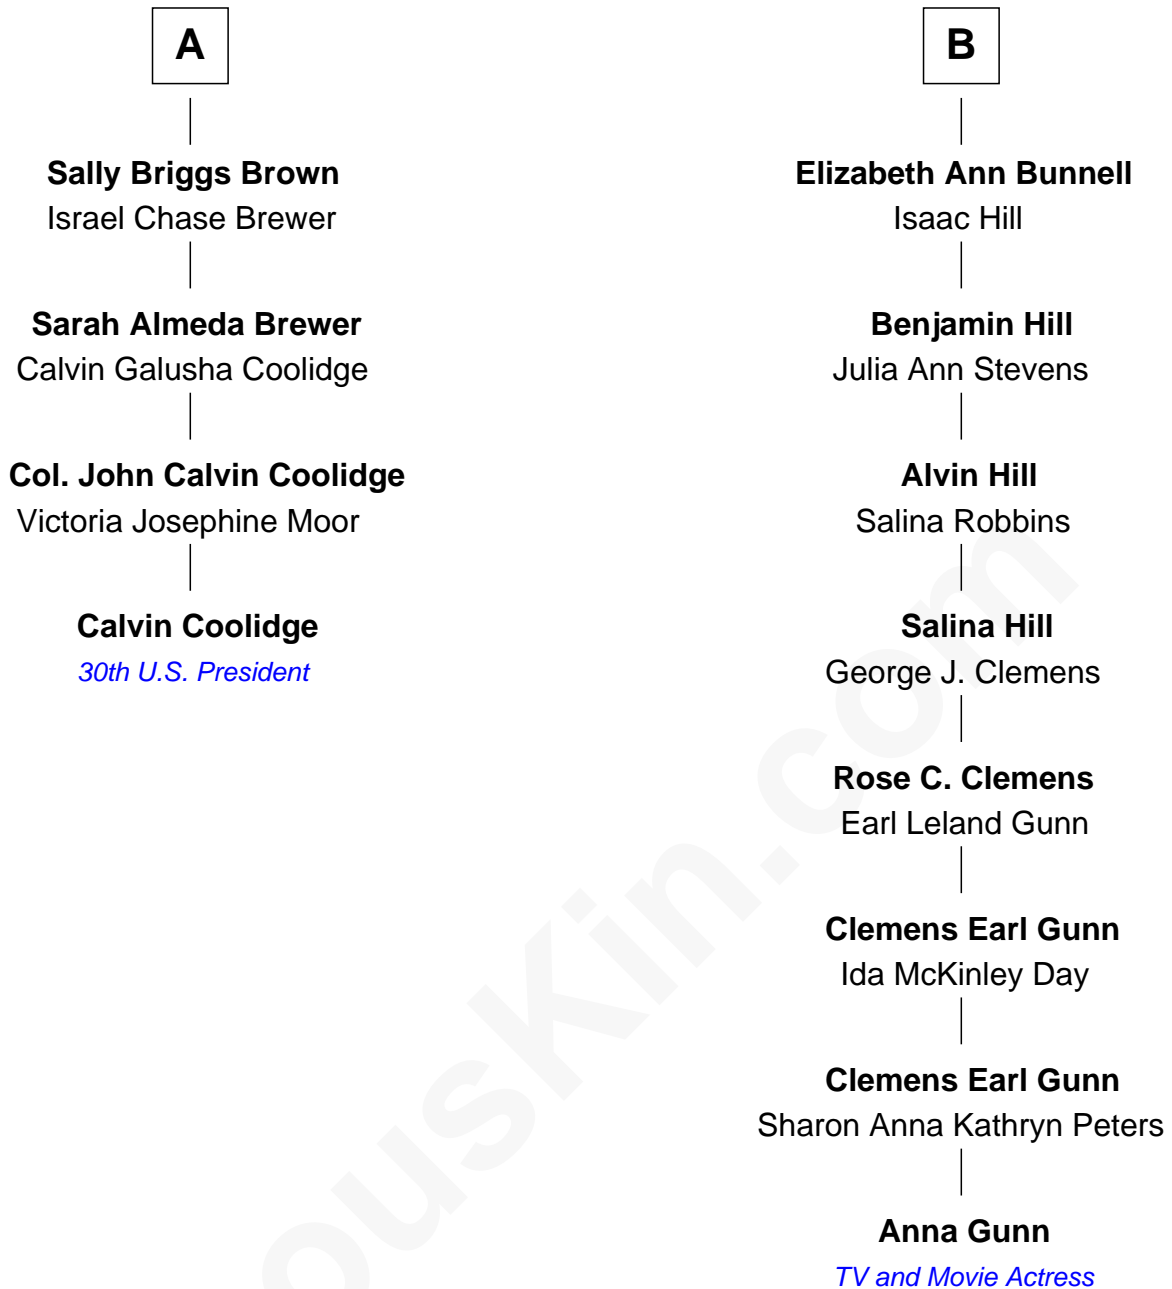 A
Sally Briggs Brown
Israel Chase Brewer
Sarah Almeda Brewer
Calvin Galusha Coolidge
Col. John Calvin Coolidge
Victoria Josephine Moor
Calvin Coolidge
30th U.S. President
B
Elizabeth Ann Bunnell
Isaac Hill
Benjamin Hill
Julia Ann Stevens
Alvin Hill
Salina Robbins
Salina Hill
George J. Clemens
Rose C. Clemens
Earl Leland Gunn
Clemens Earl Gunn
Ida McKinley Day
Clemens Earl Gunn
Sharon Anna Kathryn Peters
Anna Gunn
TV and Movie Actress
ousKin.com